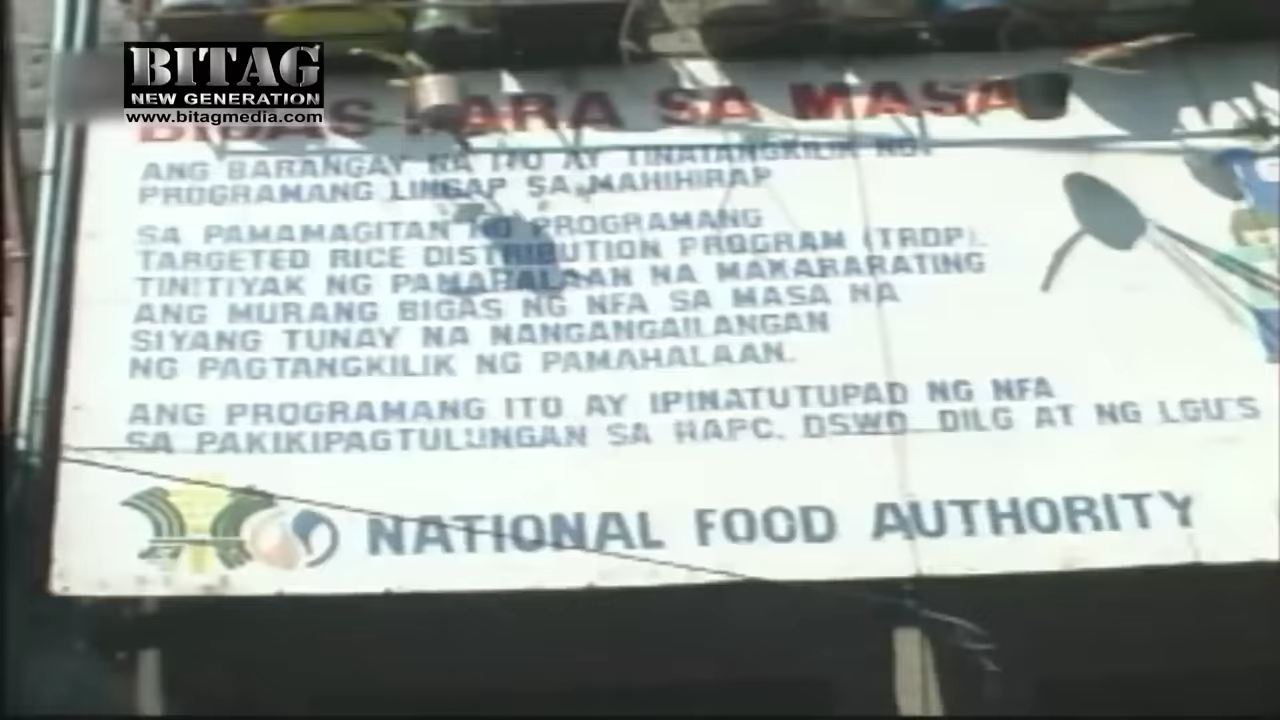 BITAG
NEW GENERATION
www.bitagmedia.com
BIGAS PARA SA MASA
ANG BARANGAY NA ITO AY TINATANGKILIK NG
PROGRAMANG LINGAP SA MAHIHIRAP
SA PAMAMAGITAN NG PROGRAMANG
TARGETED RICE DISTRIBUTION PROGRAM (TRDP).
TINITIYAK NG PAMAHALAAN NA MAKARARATING
ANG MURANG BIGAS NG NFA SA MASA NA
SIYANG TUNAY NA NANGANGAILANGAN
NG PAGTANGKILIK NG PAMAHALAAN.
ANG PROGRAMANG ITO AY IPINATUTUPAD NG NFA
SA PAKIKIPAGTULUNGAN SA NAPC, DSWD, DILG AT NG LGU'S
NATIONAL FOOD AUTHORITY